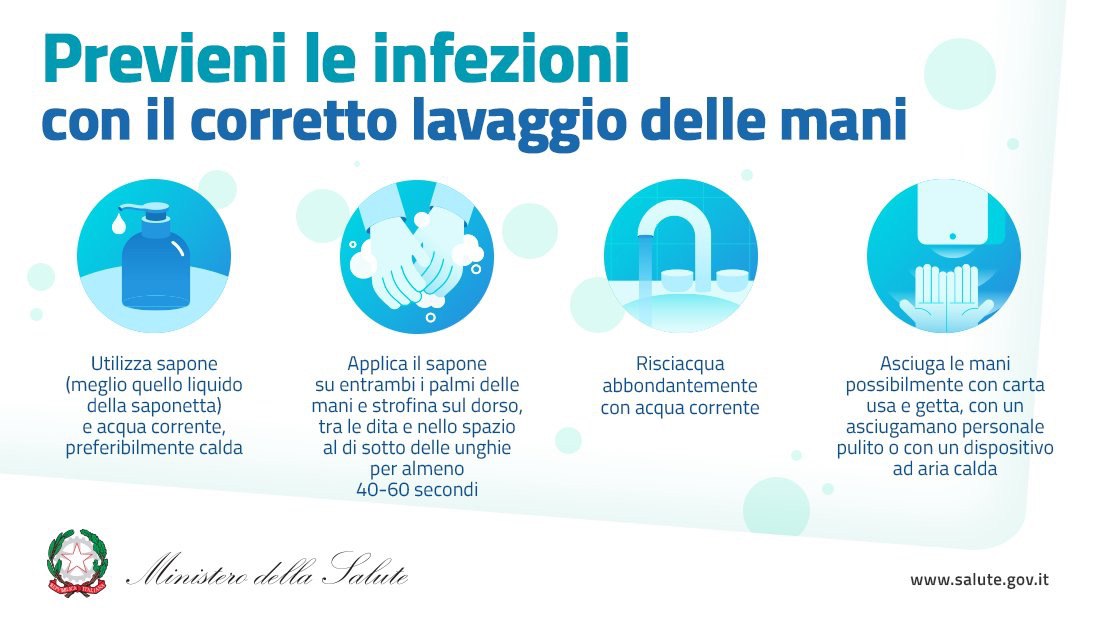 Previeni le infezioni
con il corretto lavaggio delle mani
Utilizza sapone
(meglio quello liquido
della saponetta)
e acqua corrente,
preferibilmente calda
Applica il sapone
su entrambi i palmi delle
mani e strofina sul dorso,
tra le dita e nello spazio
al di sotto delle unghie
per almeno
40-60 secondi
Risciacqua
abbondantemente
con acqua corrente
Asciuga le mani
possibilmente con carta
usa e getta, con un
asciugamano personale
pulito o con un dispositivo
ad aria calda
REPVBBLICA ITALIANA
Ministero della Salute
www.salute.gov.it